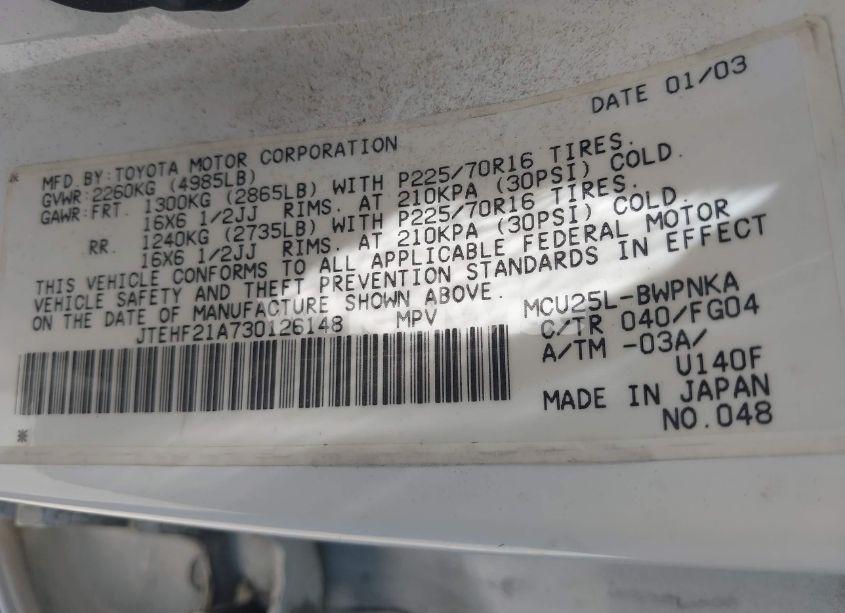 DATE 01/03
MFD BY:TOYOTA MOTOR CORPORATION
GVWR:2260KG (4985LB)
GAWR:FRT. 1300KG (2865LB) WITH P225/70R16 TIRES.
16X6 1/2JJ RIMS. AT 210KPA (30PSI) COLD.
RR. 1240KG (2735LB) WITH P225/70R16 TIRES.
16X6 1/2JJ RIMS. AT 210KPA (30PSI) COLD.
THIS VEHICLE CONFORMS TO ALL APPLICABLE FEDERAL MOTOR
VEHICLE SAFETY AND THEFT PREVENTION STANDARDS IN EFFECT
ON THE DATE OF MANUFACTURE SHOWN ABOVE.
JTEHF21A730126148 MPV
MCU25L-BWPNKA
C/TR 040/FG04
A/TM -03A/
U140F
MADE IN JAPAN
NO.048